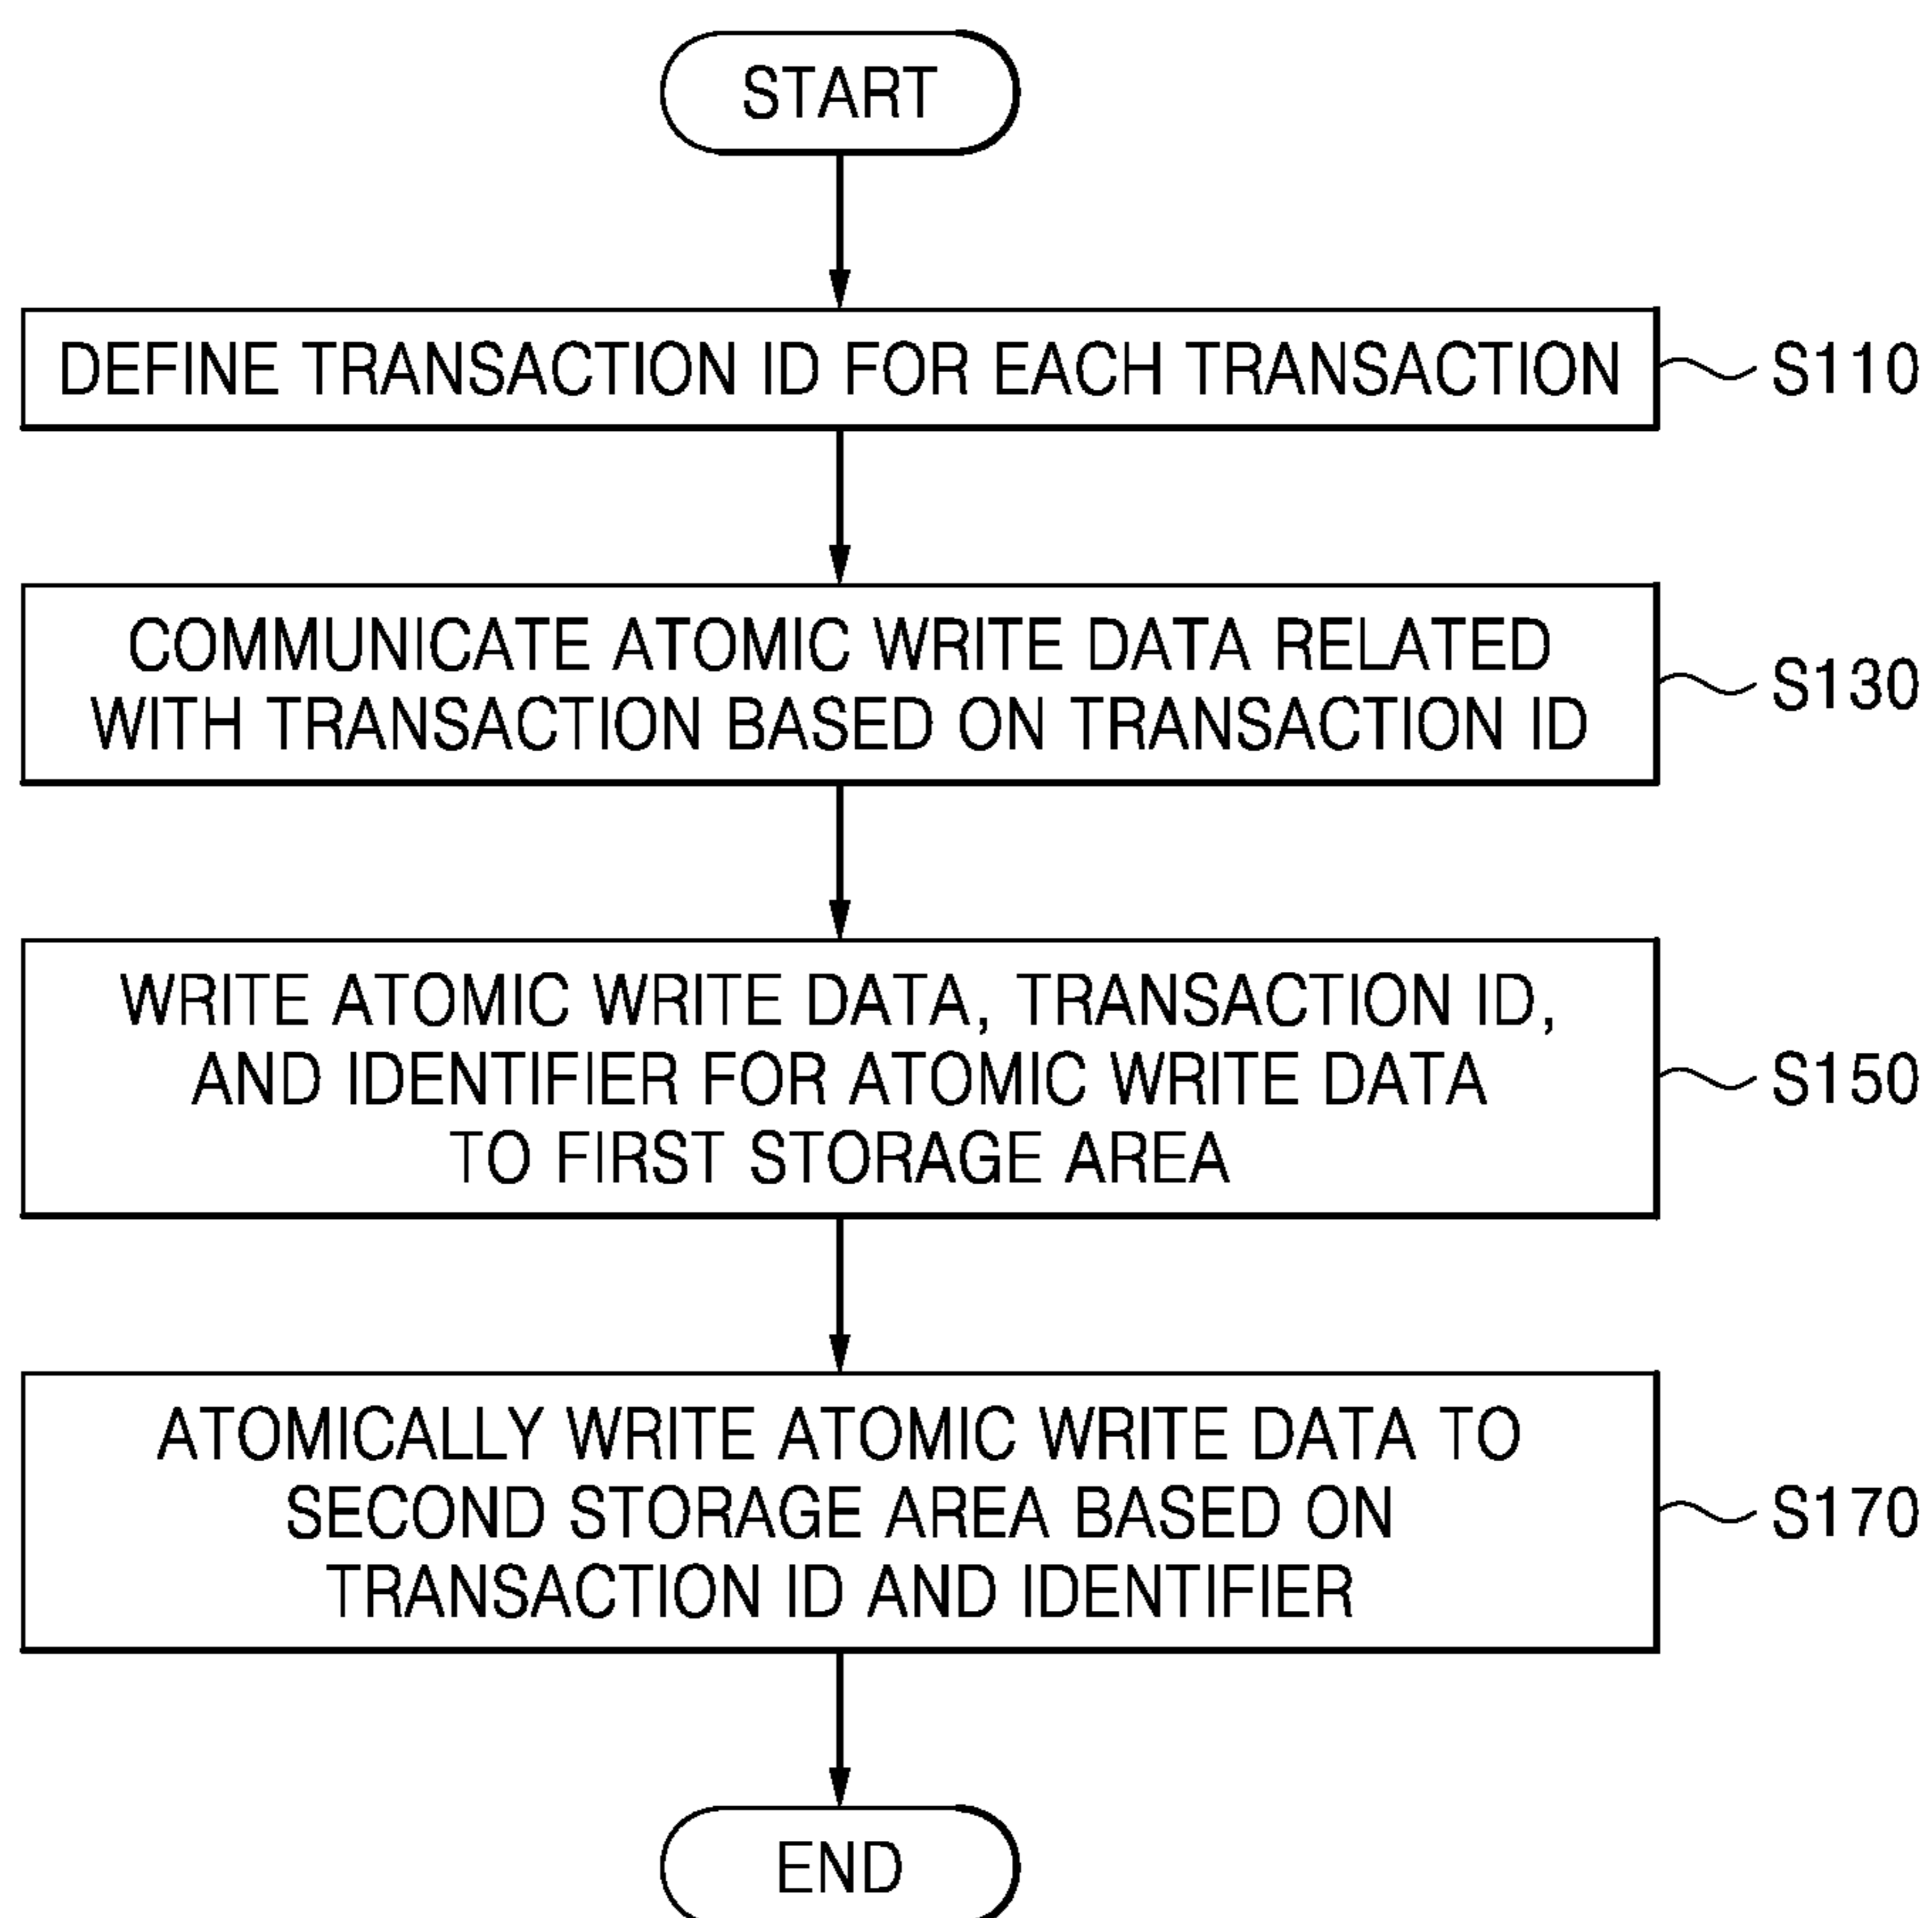 START
DEFINE TRANSACTION ID FOR EACH TRANSACTION
S110
COMMUNICATE ATOMIC WRITE DATA RELATED
WITH TRANSACTION BASED ON TRANSACTION ID
S130
WRITE ATOMIC WRITE DATA, TRANSACTION ID,
AND IDENTIFIER FOR ATOMIC WRITE DATA
TO FIRST STORAGE AREA
S150
ATOMICALLY WRITE ATOMIC WRITE DATA TO
SECOND STORAGE AREA BASED ON
TRANSACTION ID AND IDENTIFIER
S170
END